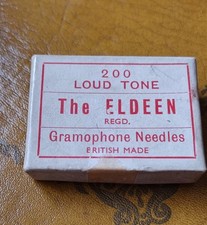 200
LOUD TONE
The ELDEEN
REGD.
Gramophone Needles
BRITISH MADE